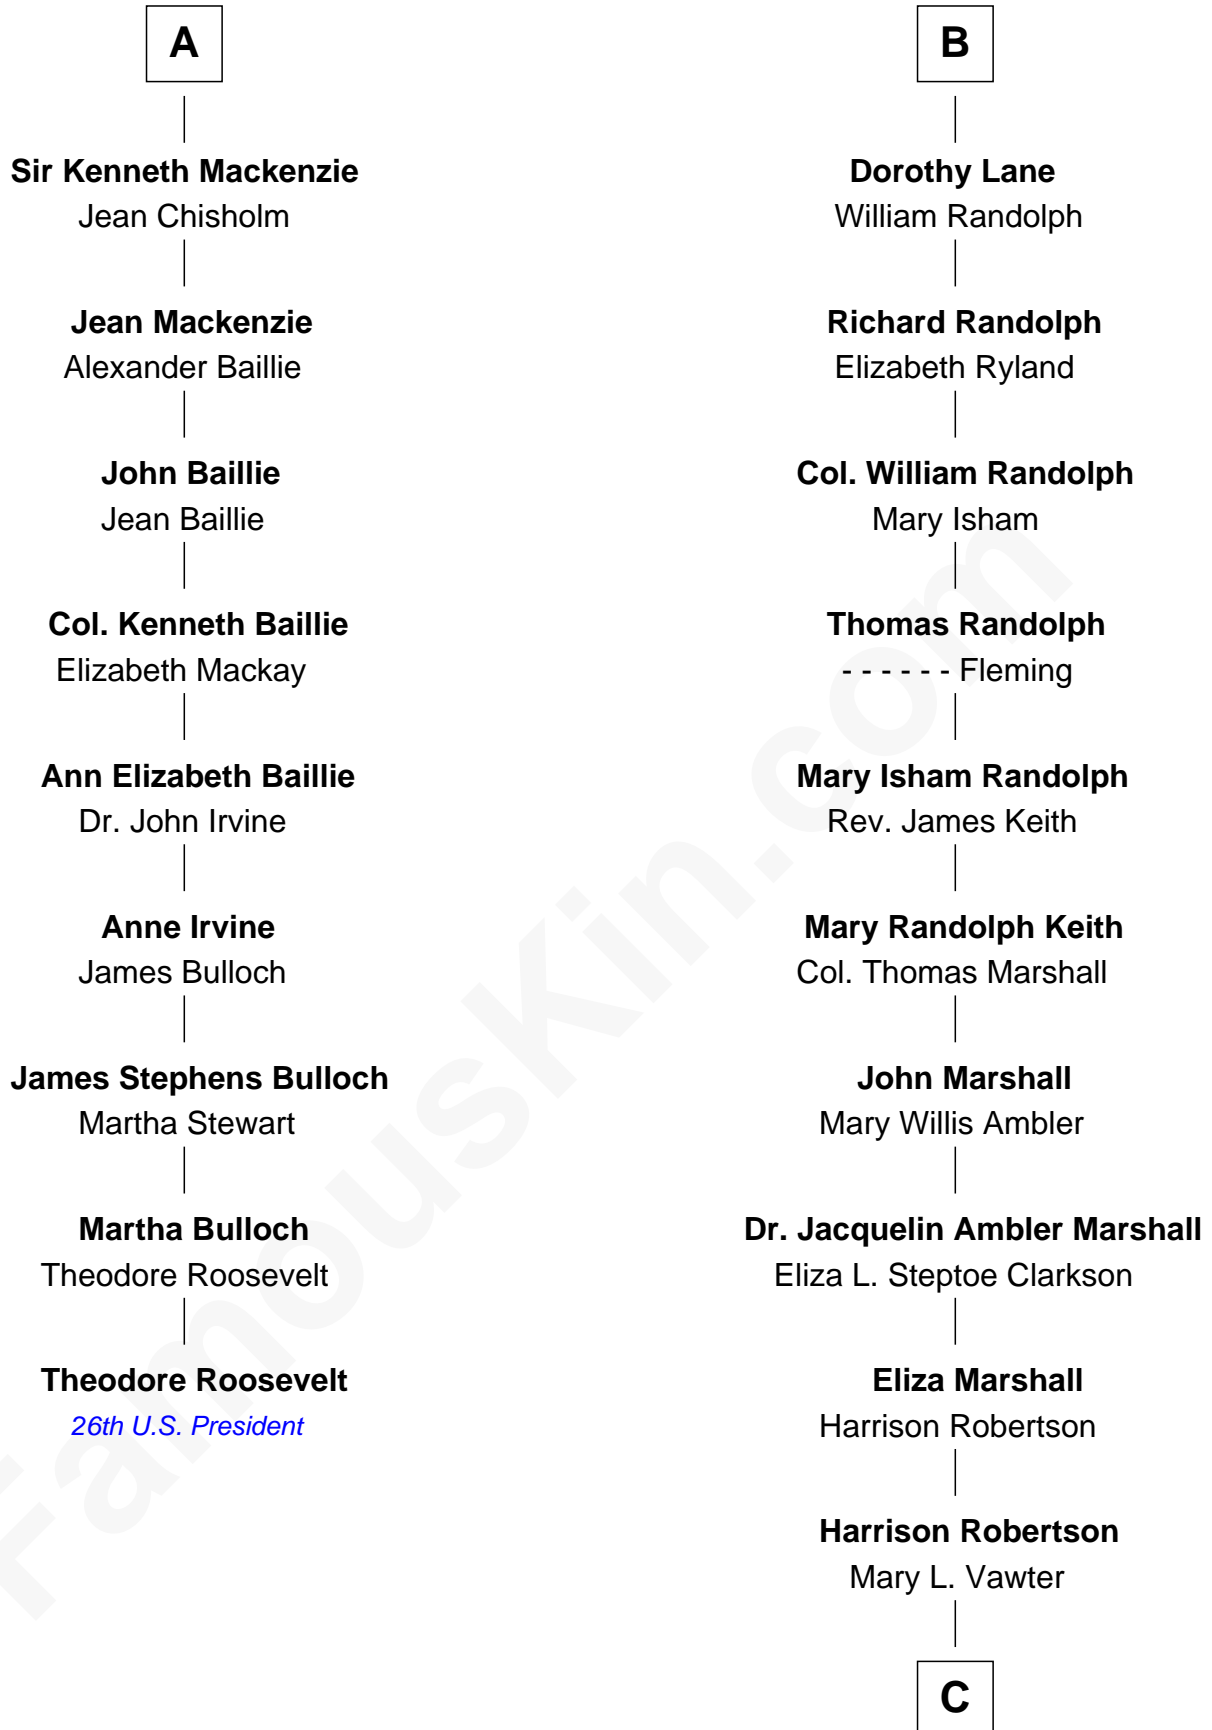 A
Sir Kenneth Mackenzie
Jean Chisholm
Jean Mackenzie
Alexander Baillie
John Baillie
Jean Baillie
Col. Kenneth Baillie
Elizabeth Mackay
Ann Elizabeth Baillie
Dr. John Irvine
Anne Irvine
James Bulloch
James Stephens Bulloch
Martha Stewart
Martha Bulloch
Theodore Roosevelt
Theodore Roosevelt
26th U.S. President
B
Dorothy Lane
William Randolph
Richard Randolph
Elizabeth Ryland
Col. William Randolph
Mary Isham
Thomas Randolph
- - - - - - Fleming
Mary Isham Randolph
Rev. James Keith
Mary Randolph Keith
Col. Thomas Marshall
John Marshall
Mary Willis Ambler
Dr. Jacquelin Ambler Marshall
Eliza L. Steptoe Clarkson
Eliza Marshall
Harrison Robertson
Harrison Robertson
Mary L. Vawter
C
FamousKin.com